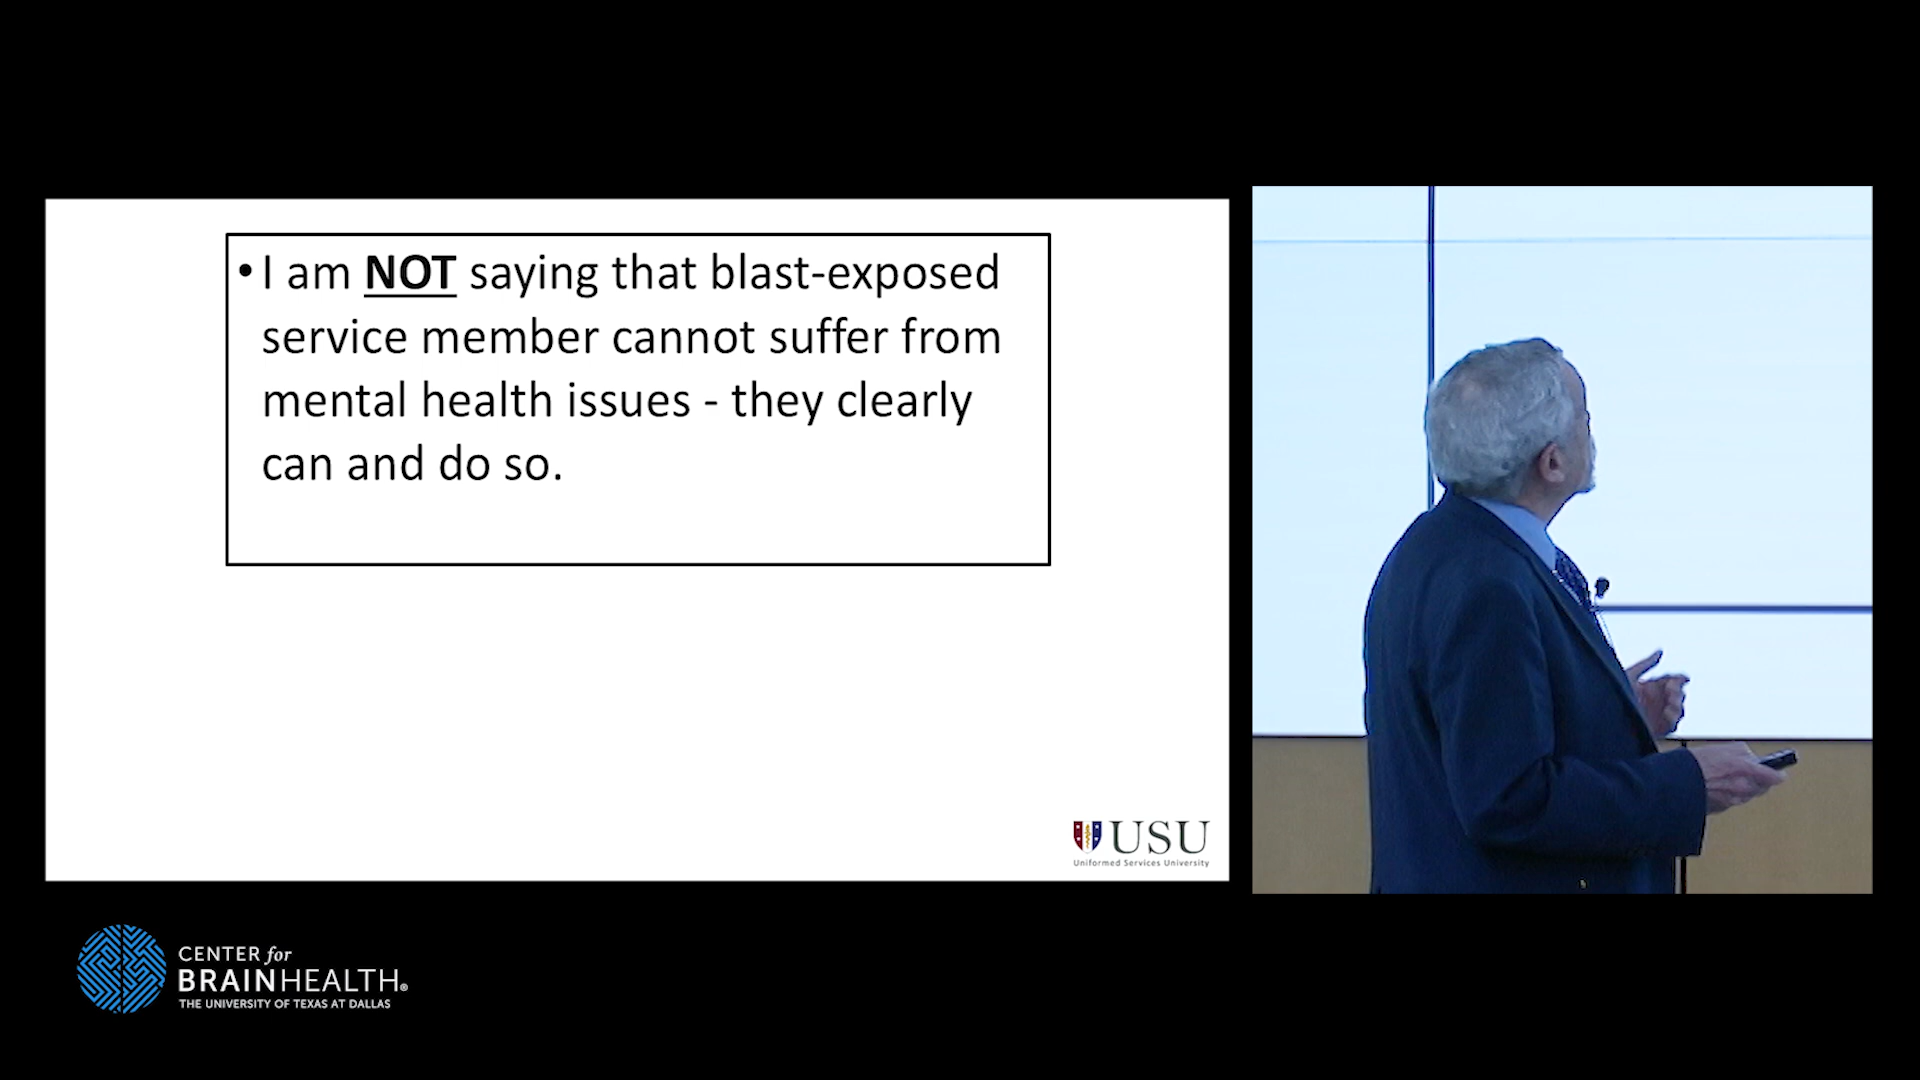 • I am NOT saying that blast-exposed
service member cannot suffer from
mental health issues - they clearly
can and do so.
USU
Uniformed Services University
CENTER for
BRAINHEALTH®
THE UNIVERSITY OF TEXAS AT DALLAS